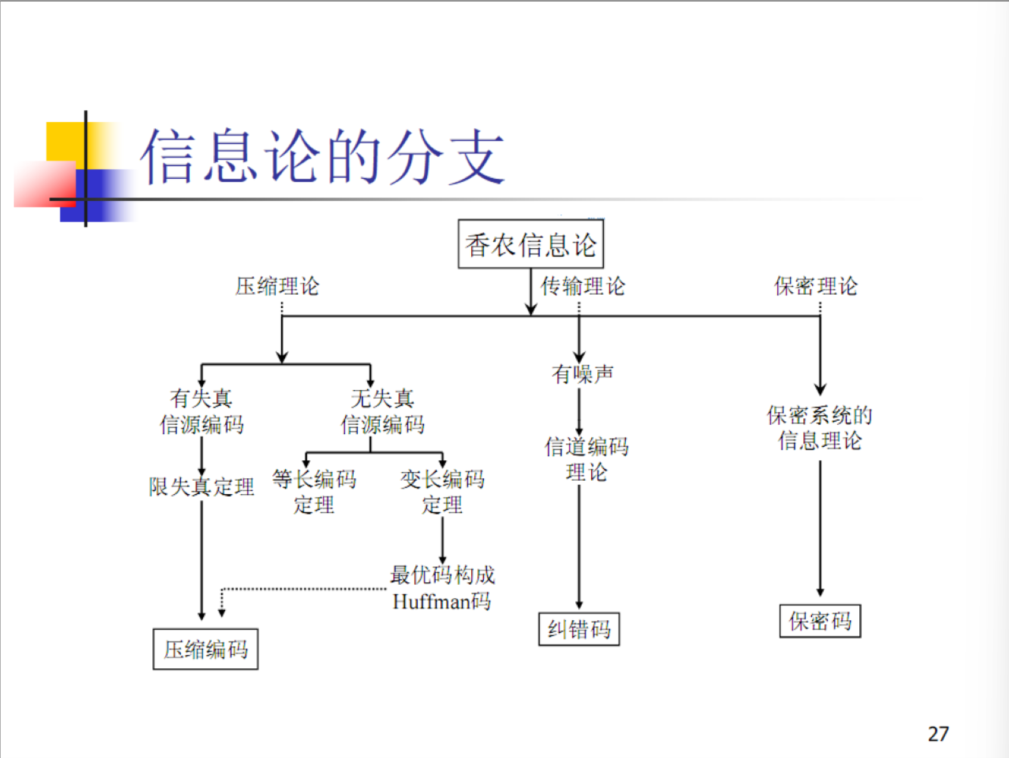 信息论的分支
香农信息论
压缩理论
传输理论
保密理论
有失真
信源编码
无失真
信源编码
有噪声
保密系统的
信息理论
限失真定理
等长编码
定理
变长编码
定理
信道编码
理论
最优码构成
Huffman码
压缩编码
纠错码
保密码
27